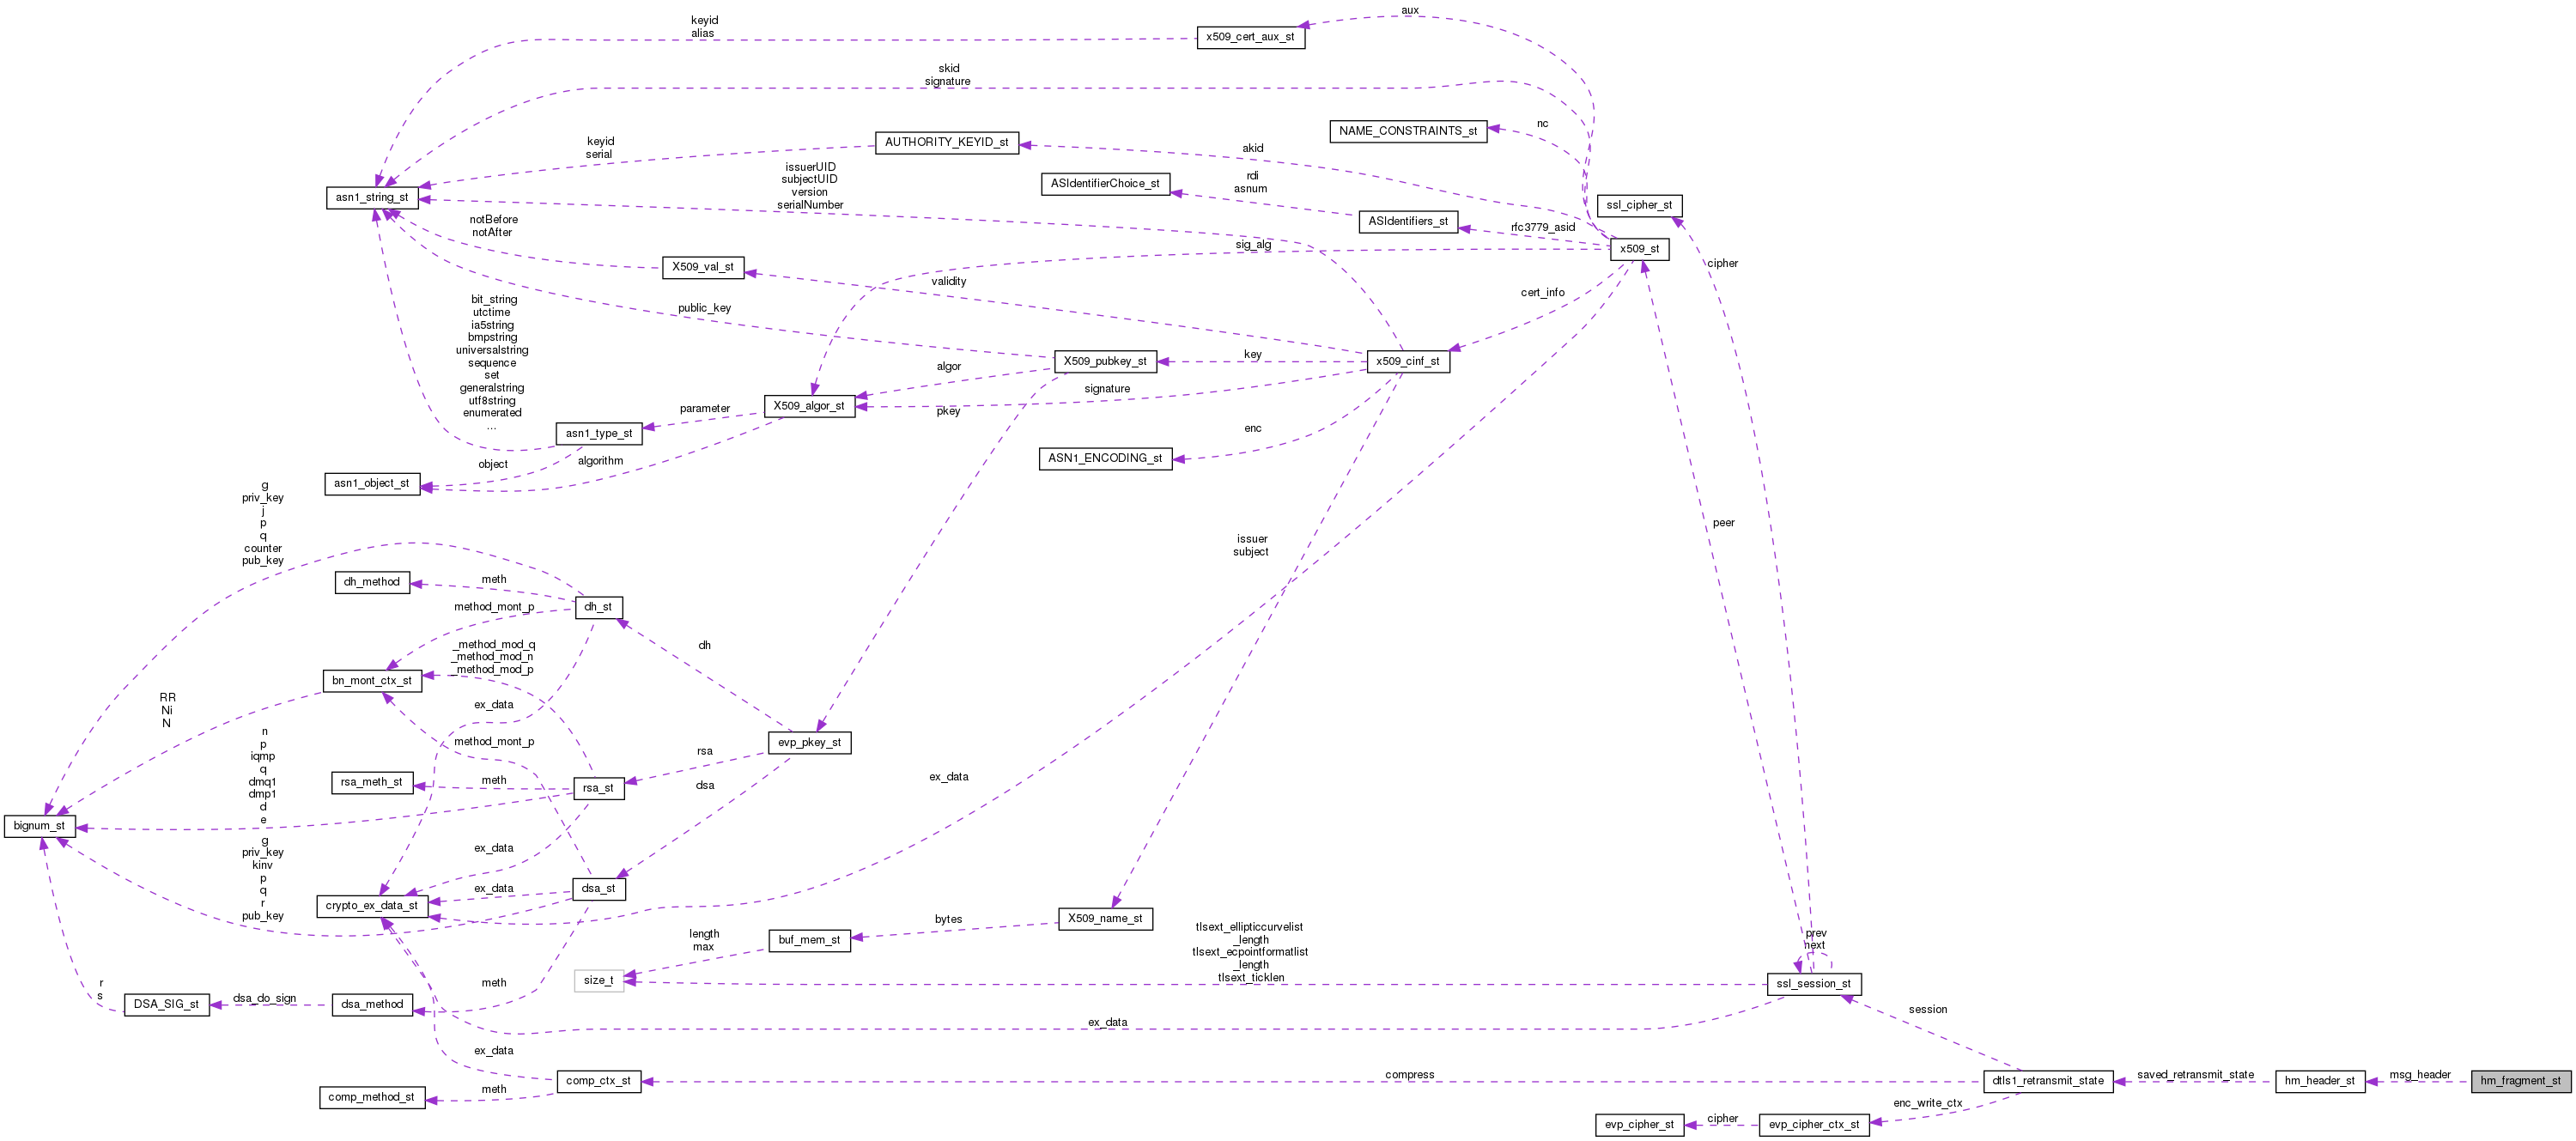 aux
keyid
alias
x509_cert_aux_st
skid
signature
NAME_CONSTRAINTS_st
nc
AUTHORITY_KEYID_st
keyid
serial
akid
issuerUID
subjectUID
version
serialNumber
ASIdentifierChoice_st
rdi
asnum
asn1_string_st
ssl_cipher_st
notBefore
notAfter
ASIdentifiers_st
rfc3779_asid
x509_st
sig_alg
X509_val_st
cipher
validity
cert_info
bit_string
utctime
ia5string
bmpstring
universalstring
sequence
set
generalstring
utf8string
enumerated
...
public_key
X509_pubkey_st
key
x509_cinf_st
algor
signature
X509_algor_st
parameter
pkey
asn1_type_st
enc
ASN1_ENCODING_st
object
algorithm
asn1_object_st
g
priv_key
j
p
q
counter
pub_key
peer
issuer
subject
dh_method
meth
dh_st
method_mont_p
_method_mod_q
_method_mod_n
_method_mod_p
dh
bn_mont_ctx_st
RR
Ni
N
ex_data
n
p
iqmp
q
dmq1
dmp1
d
e
method_mont_p
evp_pkey_st
rsa
rsa_meth_st
meth
rsa_st
dsa
ex_data
bignum_st
g
priv_key
kinv
p
q
r
pub_key
ex_data
dsa_st
ex_data
crypto_ex_data_st
X509_name_st
bytes
buf_mem_st
length
max
tlsext_ellipticcurvelist
_length
tlsext_ecpointformatlist
_length
tlsext_ticklen
prev
next
size_t
meth
ssl_session_st
r
s
DSA_SIG_st
dsa_do_sign
dsa_method
session
ex_data
ex_data
comp_ctx_st
compress
dtls1_retransmit_state
saved_retransmit_state
hm_header_st
msg_header
hm_fragment_st
comp_method_st
meth
enc_write_ctx
evp_cipher_st
cipher
evp_cipher_ctx_st